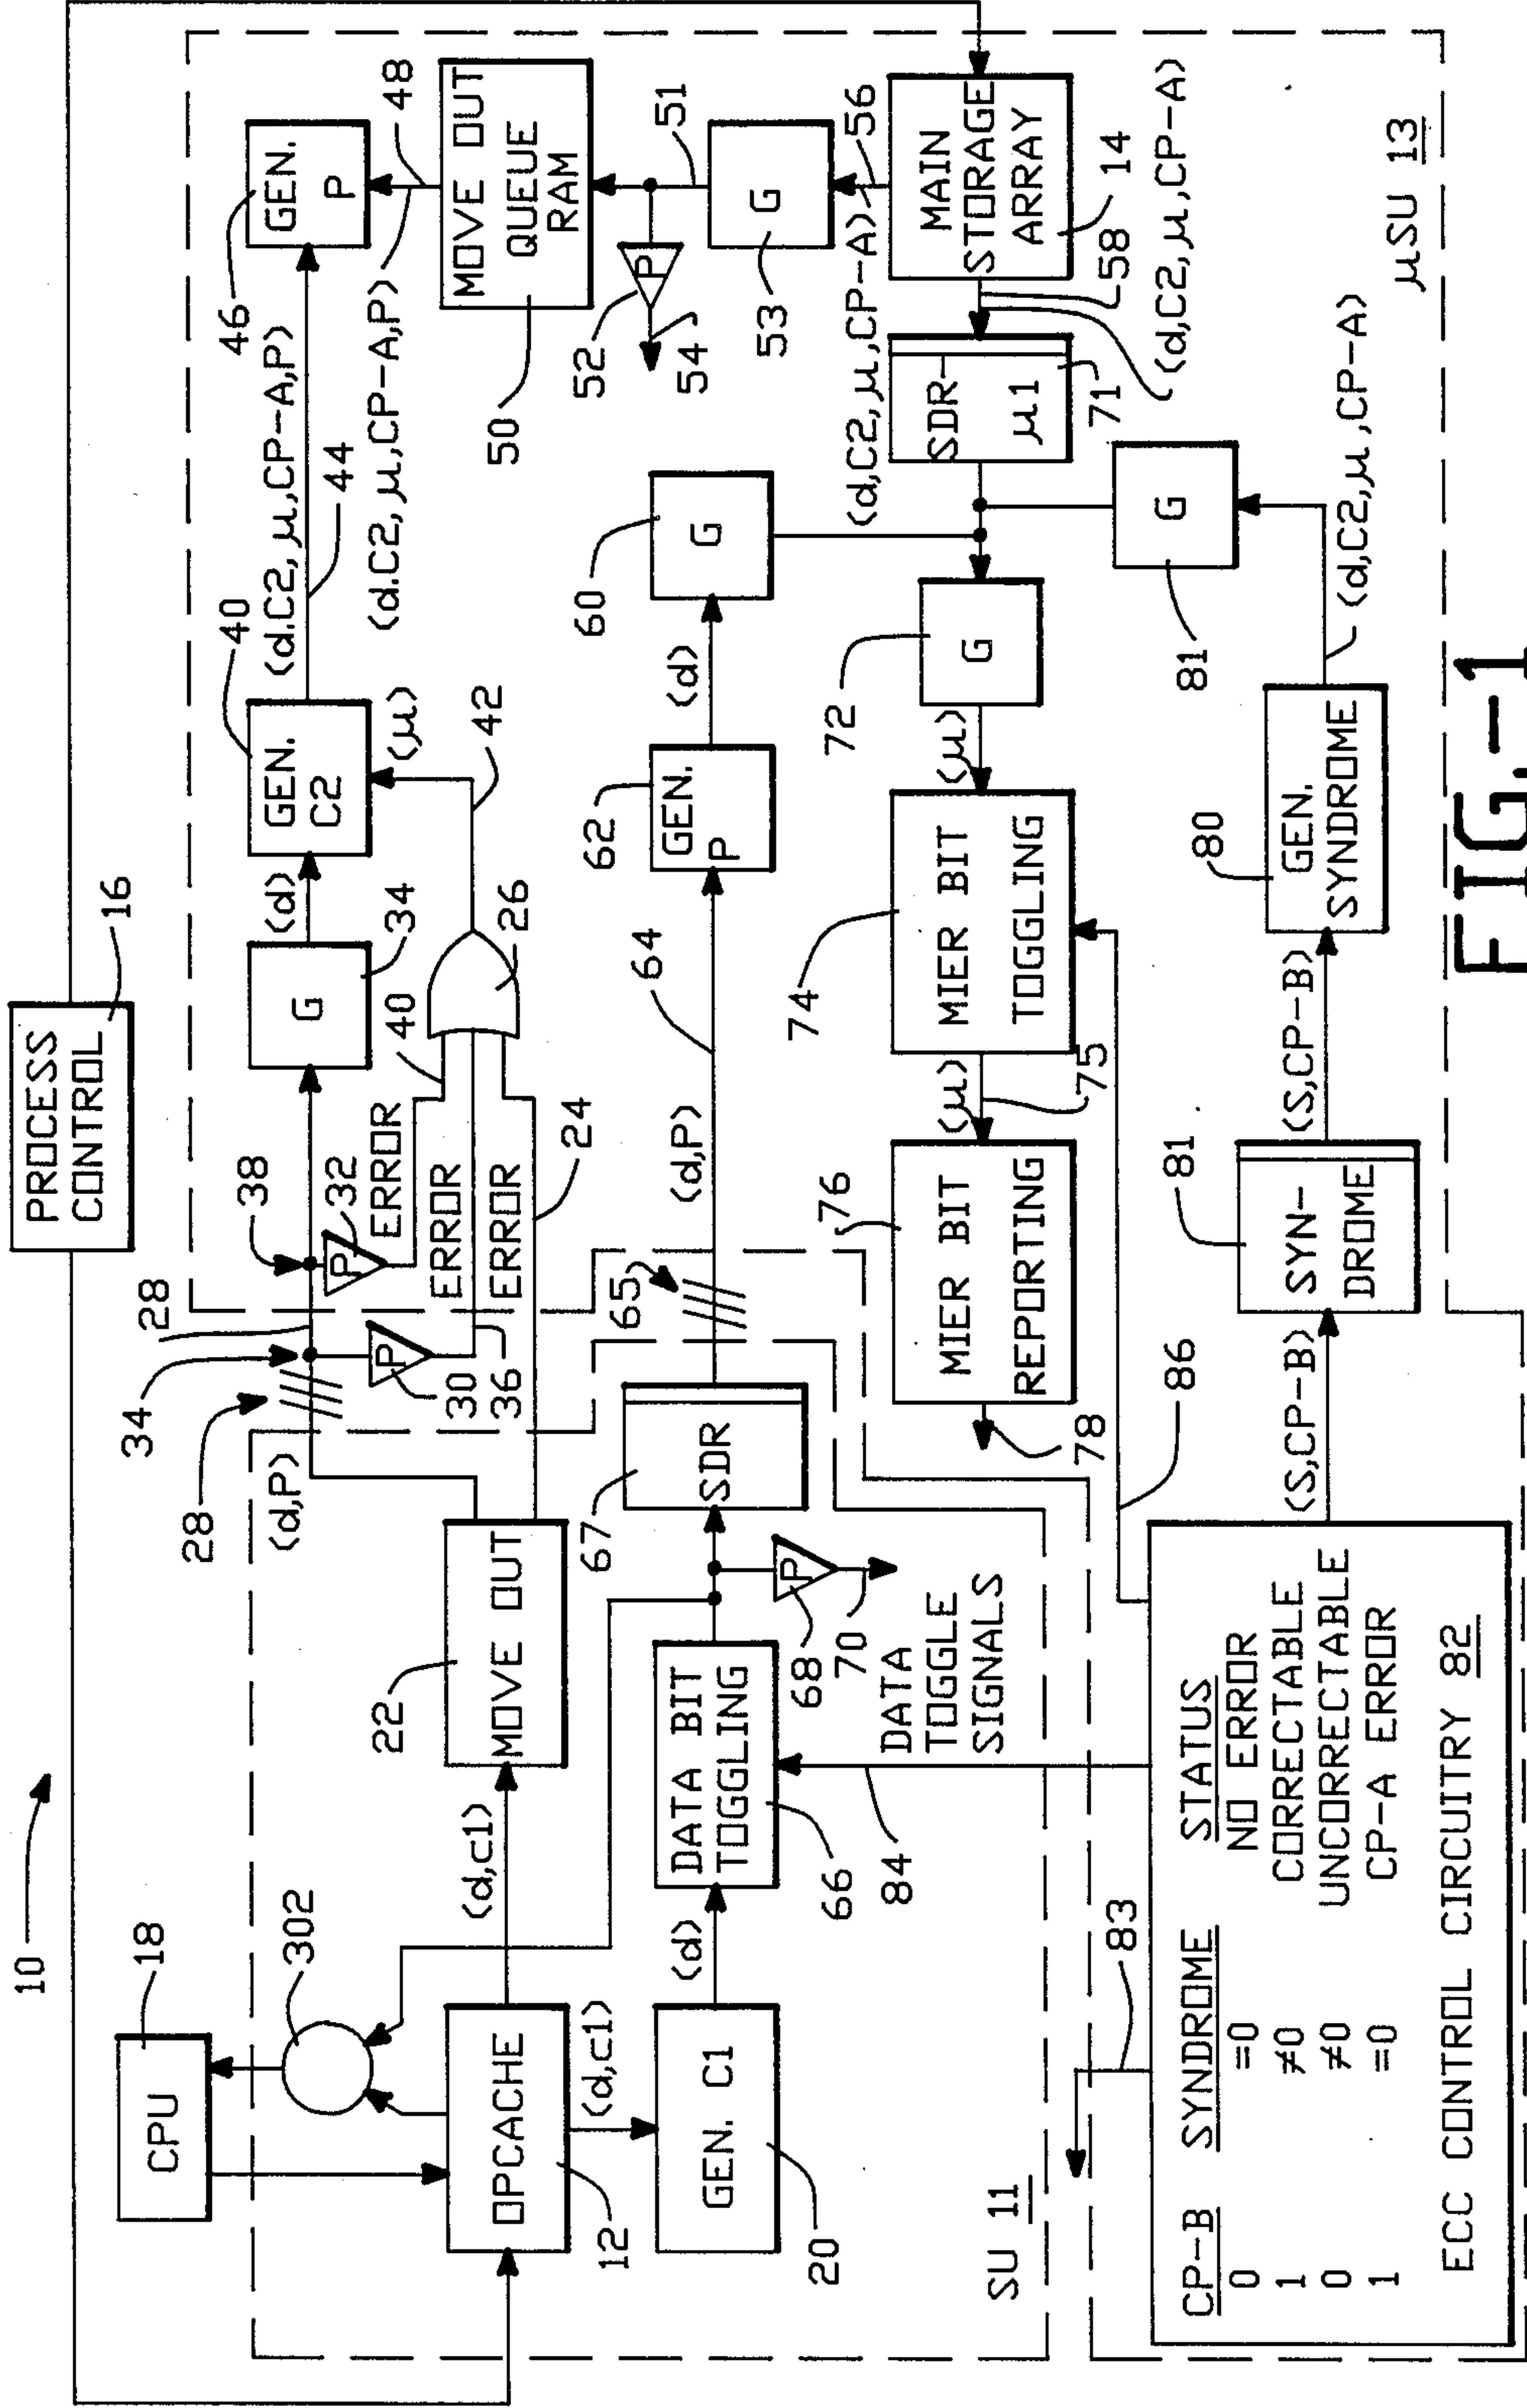 10
PROCESS
CONTROL
16
CPU
18
302
OPCACHE
12
(d,c1)
(d,c1)
GEN. C1
20
(d)
MOVE OUT
22
(d,P)
28
34
28
38
P
30
P
32
ERROR
ERROR
ERROR
36
24
40
26
G
34
(d)
GEN.
C2
40
(μ)
42
(d.C2,μ,CP-A,P)
44
(d.C2,μ,CP-A,P)
GEN.
P
46
48
MOVE OUT
QUEUE
RAM
50
51
P
52
54
G
53
56
(d,C2,μ,CP-A)
MAIN
STORAGE
ARRAY
14
58
(d,C2,μ,CP-A)
SDR-
μ1
71
DATA BIT
TOGGLING
66
SDR
67
P
68
70
DATA
TOGGLE
SIGNALS
84
65
(d,P)
64
GEN.
P
62
(d)
G
60
G
72
(μ)
MIER BIT
TOGGLING
74
(μ)
75
MIER BIT
REPORTING
76
78
86
G
81
(d,C2,μ,CP-A)
GEN.
SYNDROME
80
(S,CP-B)
SYN-
DROME
81
(S,CP-B)
SU 11
μSU 13
83
CP-B SYNDROME STATUS
0 =0 NO ERROR
1 ≠0 CORRECTABLE
0 ≠0 UNCORRECTABLE
1 =0 CP-A ERROR
ECC CONTROL CIRCUITRY 82
FIG.-1